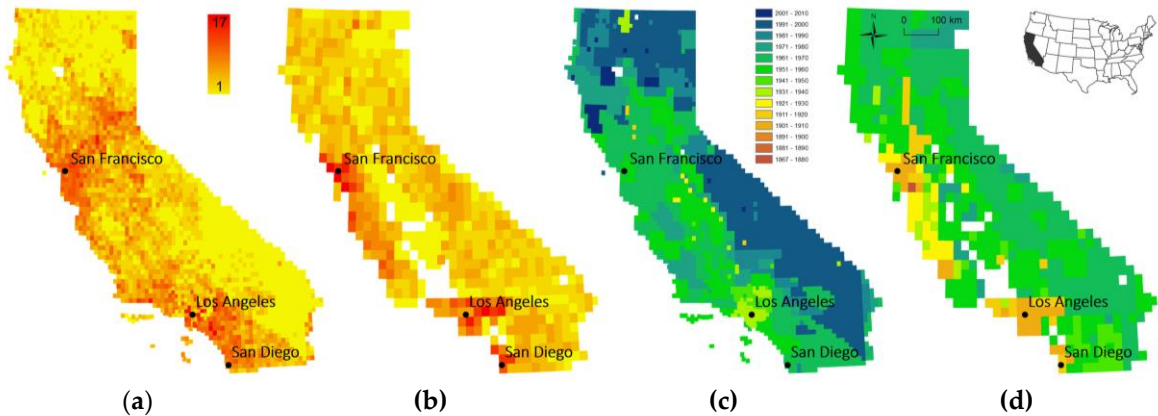 17
1
San Francisco
Los Angeles
San Diego
(a)
San Francisco
Los Angeles
San Diego
(b)
2001 - 2010
1991 - 2000
1981 - 1990
1971 - 1980
1961 - 1970
1951 - 1960
1941 - 1950
1931 - 1940
1921 - 1930
1911 - 1920
1901 - 1910
1891 - 1900
1881 - 1890
1867 - 1880
San Francisco
Los Angeles
San Diego
(c)
N
0 100 km
San Francisco
Los Angeles
San Diego
(d)